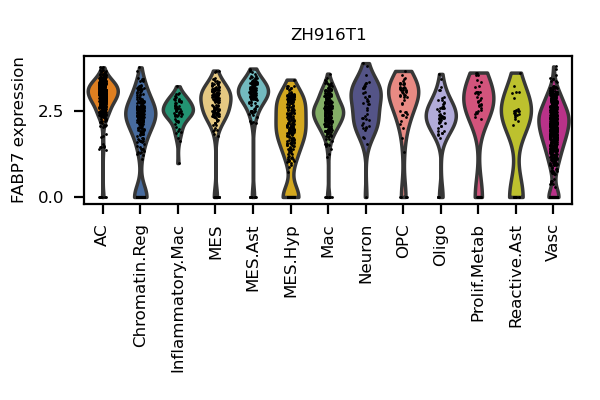 ZH916T1
FABP7 expression
2.5
0.0
AC
Chromatin.Reg
Inflammatory.Mac
MES
MES.Ast
MES.Hyp
Mac
Neuron
OPC
Oligo
Prolif.Metab
Reactive.Ast
Vasc